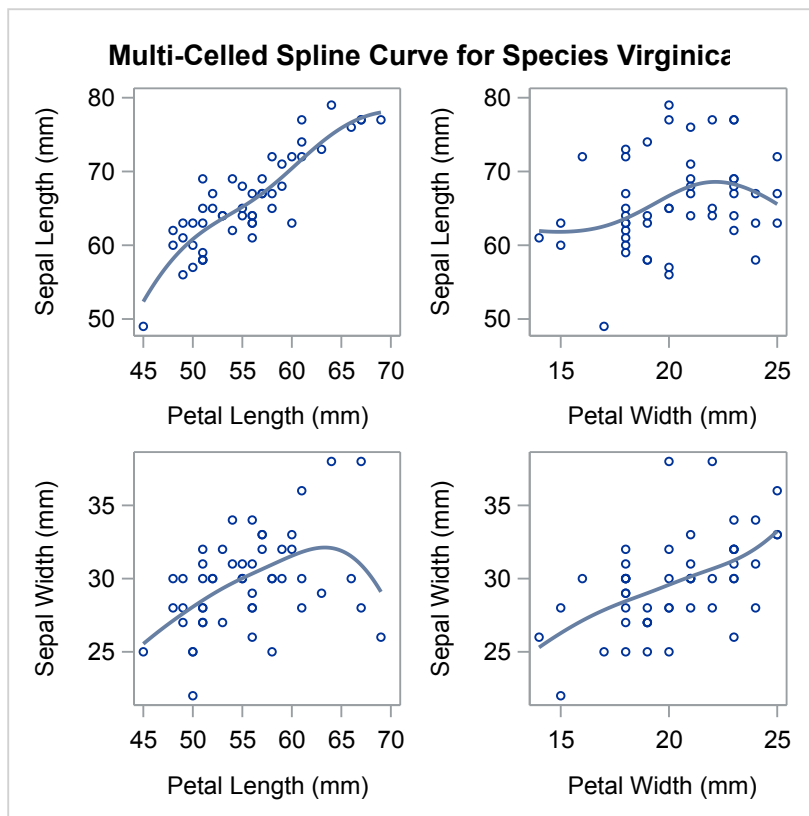 Multi-Celled Spline Curve for Species Virginica
Sepal Length (mm)
80
70
60
50
45 50 55 60 65 70
Petal Length (mm)
Sepal Length (mm)
80
70
60
50
15 20 25
Petal Width (mm)
Sepal Width (mm)
35
30
25
45 50 55 60 65 70
Petal Length (mm)
Sepal Width (mm)
35
30
25
15 20 25
Petal Width (mm)